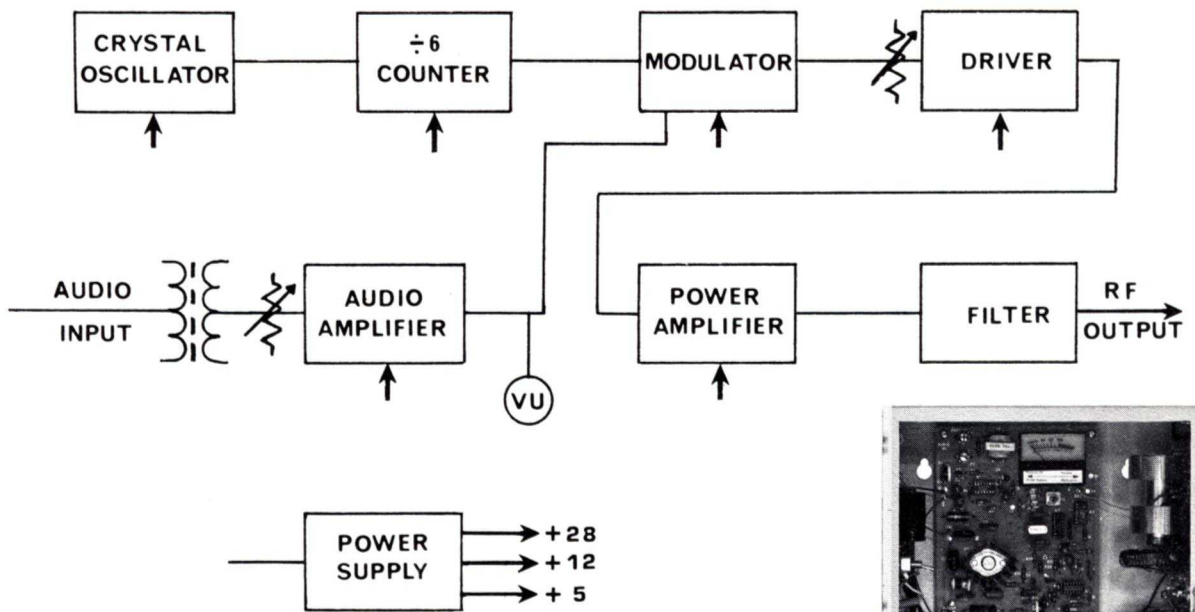 CRYSTAL
OSCILLATOR
÷6
COUNTER
MODULATOR
DRIVER
AUDIO
INPUT
AUDIO
AMPLIFIER
VU
POWER
AMPLIFIER
FILTER
RF
OUTPUT
POWER
SUPPLY
+28
+12
+5